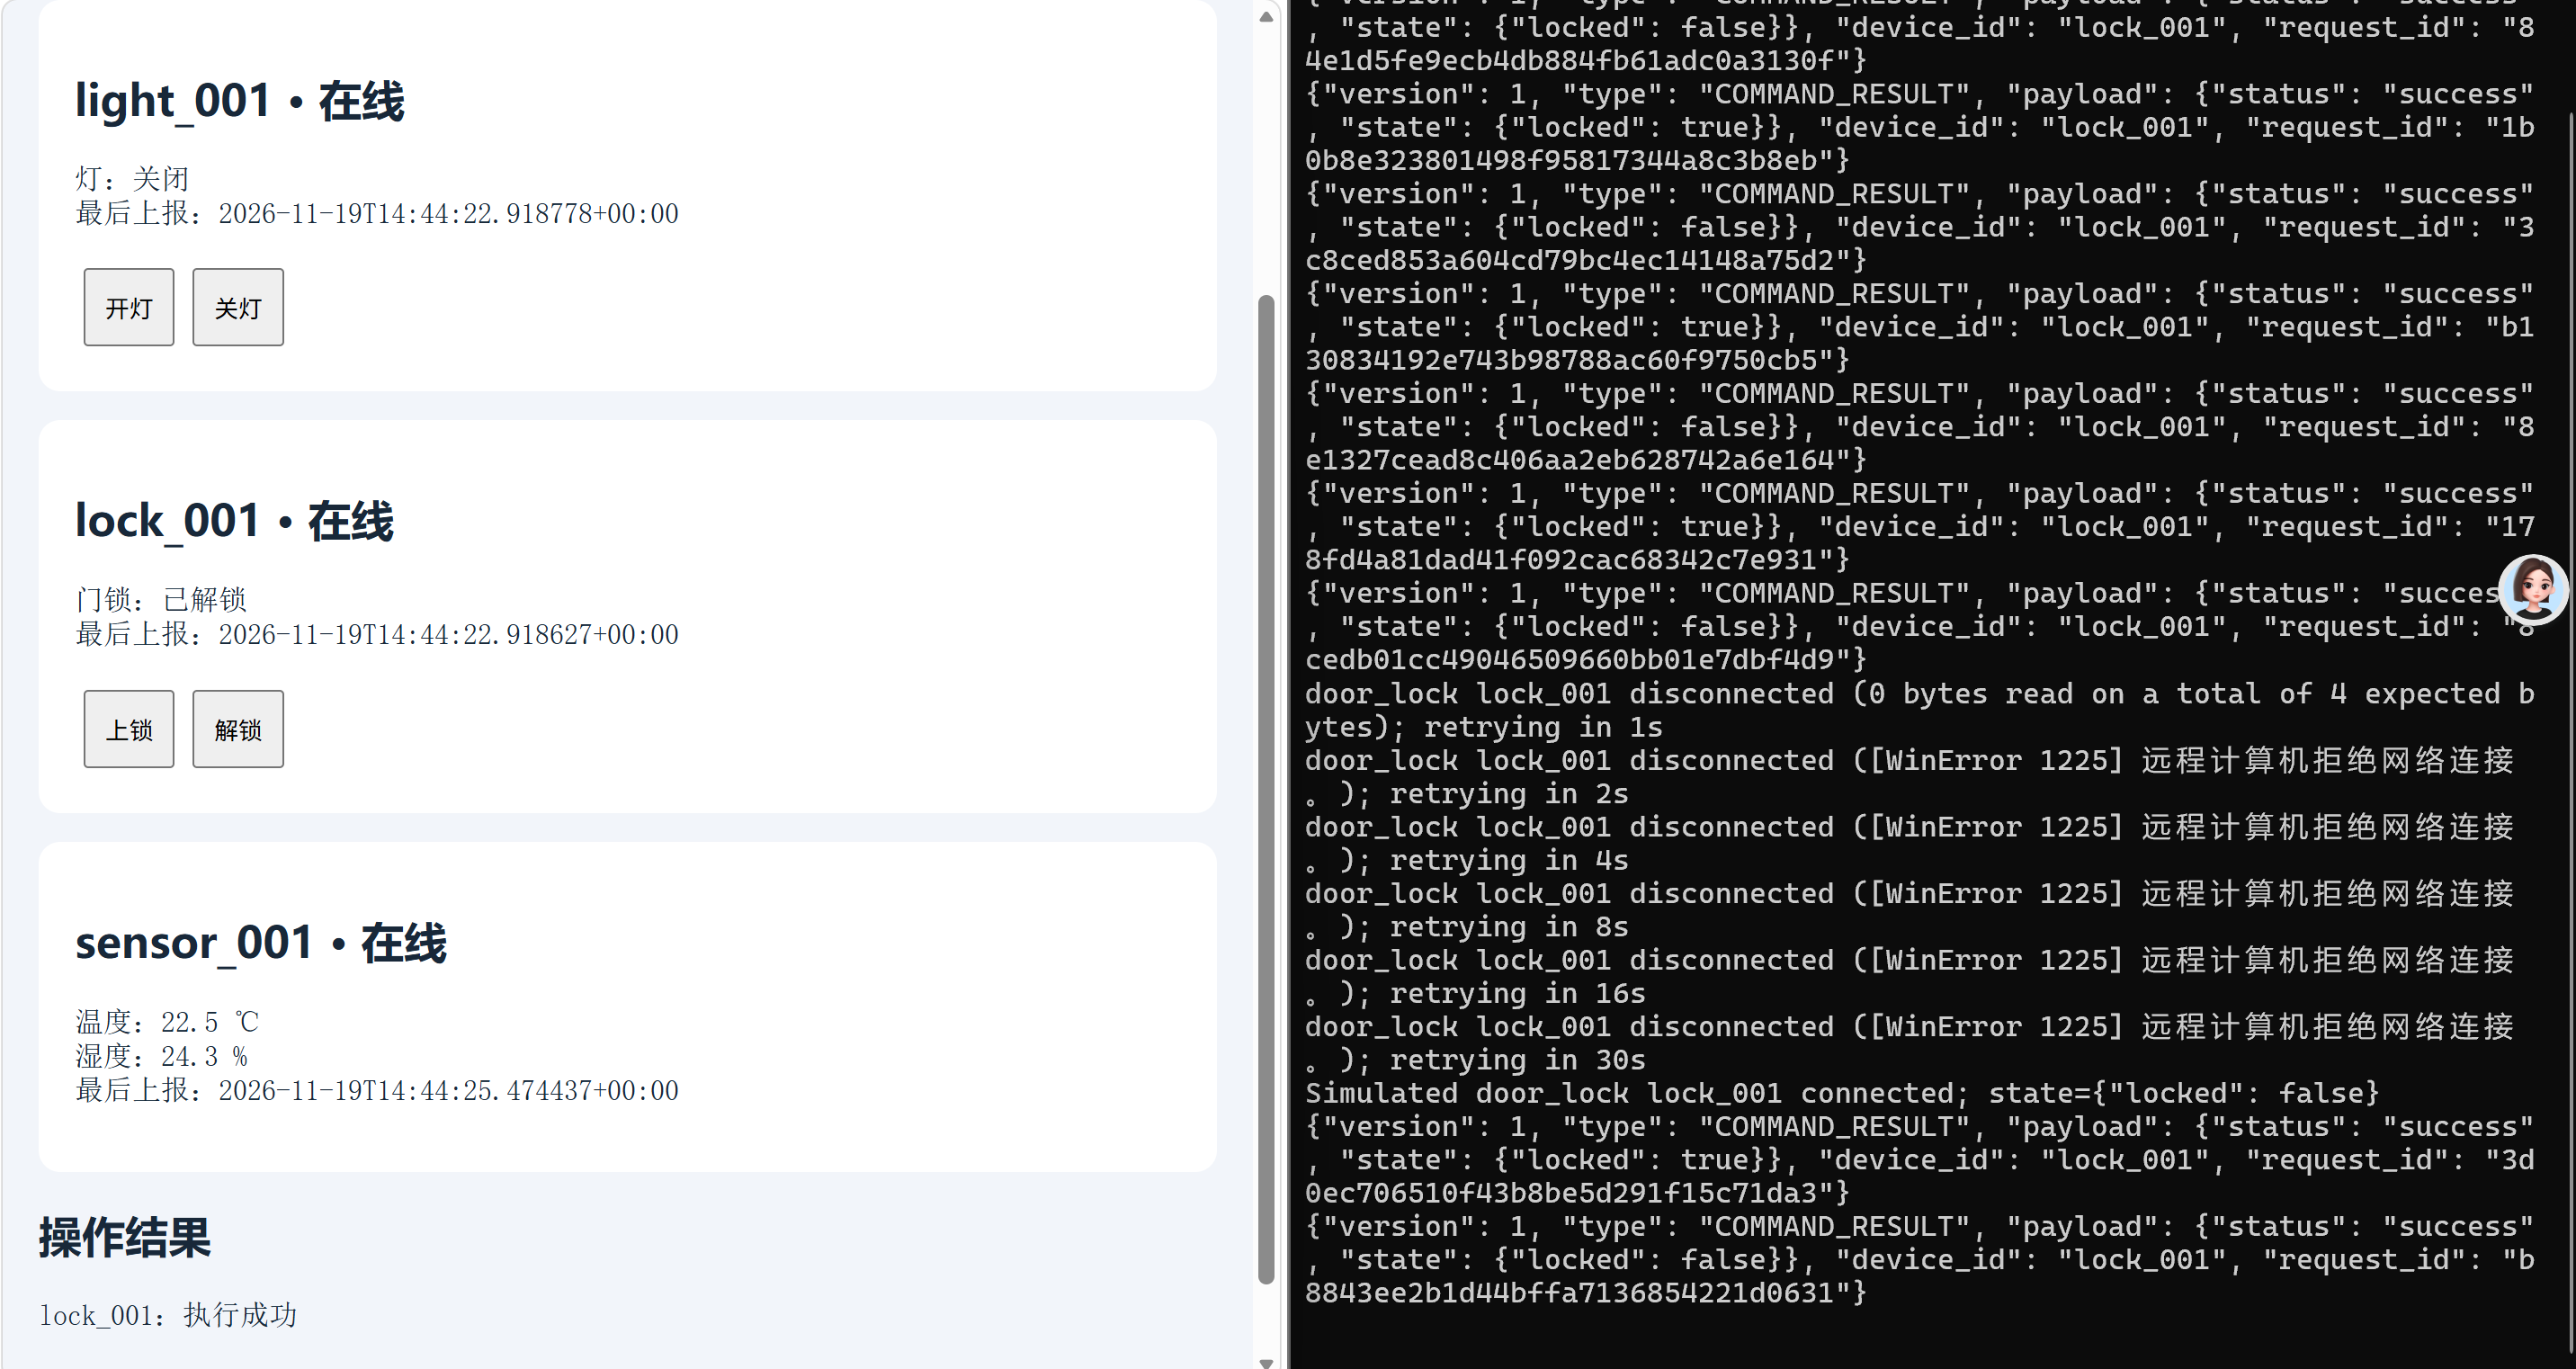 light_001 • 在线
灯：关闭
最后上报：2026-11-19T14:44:22.918778+00:00
开灯 关灯
lock_001 • 在线
门锁：已解锁
最后上报：2026-11-19T14:44:22.918627+00:00
上锁 解锁
sensor_001 • 在线
温度：22.5 ℃
湿度：24.3 %
最后上报：2026-11-19T14:44:25.474437+00:00
操作结果
lock_001：执行成功
{"version": 1, "type": "COMMAND_RESULT", "payload": {"status": "success"
, "state": {"locked": false}}, "device_id": "lock_001", "request_id": "8
4e1d5fe9ecb4db884fb61adc0a3130f"}
{"version": 1, "type": "COMMAND_RESULT", "payload": {"status": "success"
, "state": {"locked": true}}, "device_id": "lock_001", "request_id": "1b
0b8e323801498f95817344a8c3b8eb"}
{"version": 1, "type": "COMMAND_RESULT", "payload": {"status": "success"
, "state": {"locked": false}}, "device_id": "lock_001", "request_id": "3
c8ced853a604cd79bc4ec14148a75d2"}
{"version": 1, "type": "COMMAND_RESULT", "payload": {"status": "success"
, "state": {"locked": true}}, "device_id": "lock_001", "request_id": "b1
30834192e743b98788ac60f9750cb5"}
{"version": 1, "type": "COMMAND_RESULT", "payload": {"status": "success"
, "state": {"locked": false}}, "device_id": "lock_001", "request_id": "8
e1327cead8c406aa2eb628742a6e164"}
{"version": 1, "type": "COMMAND_RESULT", "payload": {"status": "success"
, "state": {"locked": true}}, "device_id": "lock_001", "request_id": "17
8fd4a81dad41f092cac68342c7e931"}
{"version": 1, "type": "COMMAND_RESULT", "payload": {"status": "succes
, "state": {"locked": false}}, "device_id": "lock_001", "request_id": "8
cedb01cc49046509660bb01e7dbf4d9"}
door_lock lock_001 disconnected (0 bytes read on a total of 4 expected b
ytes); retrying in 1s
door_lock lock_001 disconnected ([WinError 1225] 远程计算机拒绝网络连接
。); retrying in 2s
door_lock lock_001 disconnected ([WinError 1225] 远程计算机拒绝网络连接
。); retrying in 4s
door_lock lock_001 disconnected ([WinError 1225] 远程计算机拒绝网络连接
。); retrying in 8s
door_lock lock_001 disconnected ([WinError 1225] 远程计算机拒绝网络连接
。); retrying in 16s
door_lock lock_001 disconnected ([WinError 1225] 远程计算机拒绝网络连接
。); retrying in 30s
Simulated door_lock lock_001 connected; state={"locked": false}
{"version": 1, "type": "COMMAND_RESULT", "payload": {"status": "success"
, "state": {"locked": true}}, "device_id": "lock_001", "request_id": "3d
0ec706510f43b8be5d291f15c71da3"}
{"version": 1, "type": "COMMAND_RESULT", "payload": {"status": "success"
, "state": {"locked": false}}, "device_id": "lock_001", "request_id": "b
8843ee2b1d44bffa7136854221d0631"}